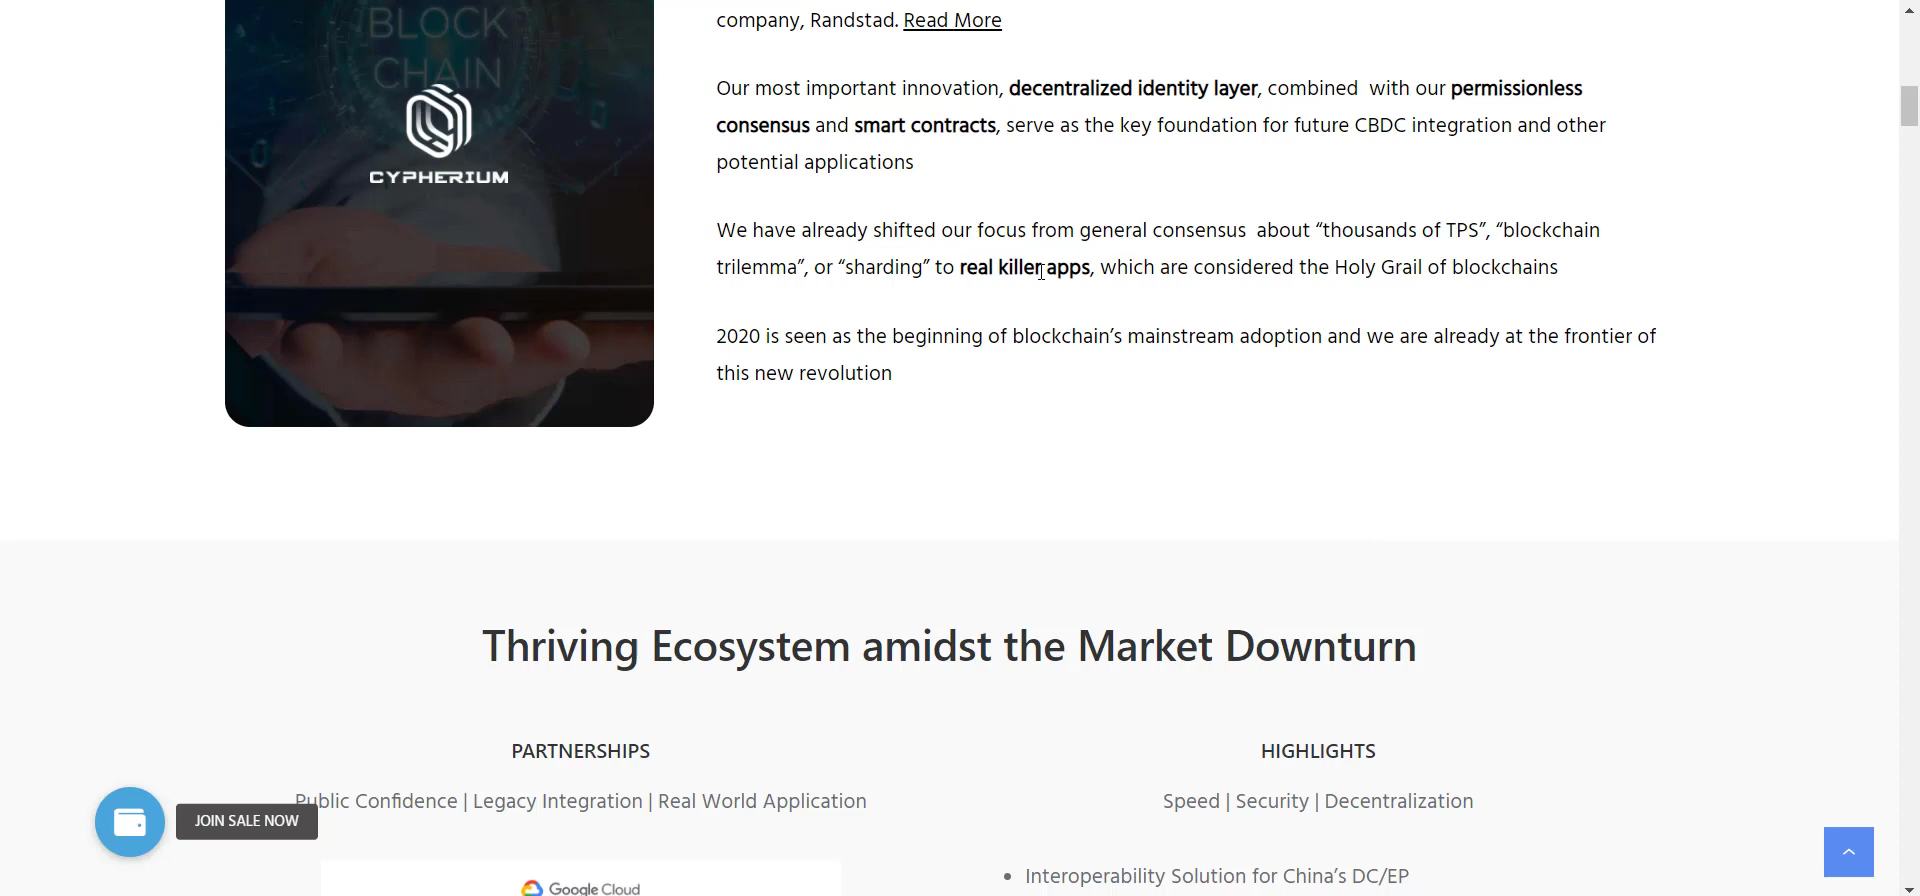 BLOCK
CHAIN
CYPHERIUM
company, Randstad. Read More
Our most important innovation, decentralized identity layer, combined  with our permissionless
consensus and smart contracts, serve as the key foundation for future CBDC integration and other
potential applications
We have already shifted our focus from general consensus  about “thousands of TPS”, “blockchain
trilemma”, or “sharding” to real killer apps, which are considered the Holy Grail of blockchains
2020 is seen as the beginning of blockchain’s mainstream adoption and we are already at the frontier of
this new revolution
Thriving Ecosystem amidst the Market Downturn
PARTNERSHIPS
Public Confidence | Legacy Integration | Real World Application
JOIN SALE NOW
Google Cloud
HIGHLIGHTS
Speed | Security | Decentralization
• Interoperability Solution for China’s DC/EP